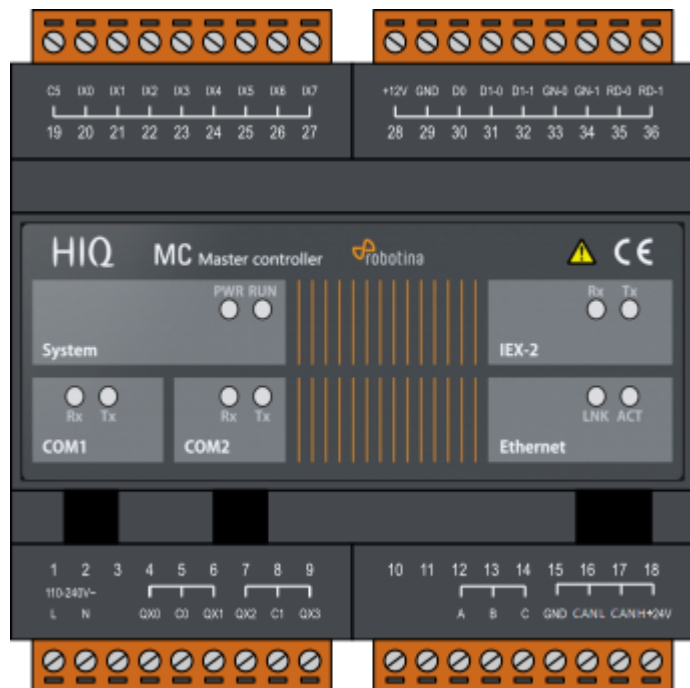 C5 IX0 IX1 IX2 IX3 IX4 IX5 IX6 IX7
19 20 21 22 23 24 25 26 27
+12V GND D0 D1-0 D1-1 GN-0 GN-1 RD-0 RD-1
28 29 30 31 32 33 34 35 36
HIQ MC Master controller robotina CE
PWR RUN
System
Rx Tx
IEX-2
Rx Tx
COM1
Rx Tx
COM2
LNK ACT
Ethernet
1 2 3 4 5 6 7 8 9
110-240V~
L N QX0 C0 QX1 QX2 C1 QX3
10 11 12 13 14 15 16 17 18
A B C GND CANL CANH +24V